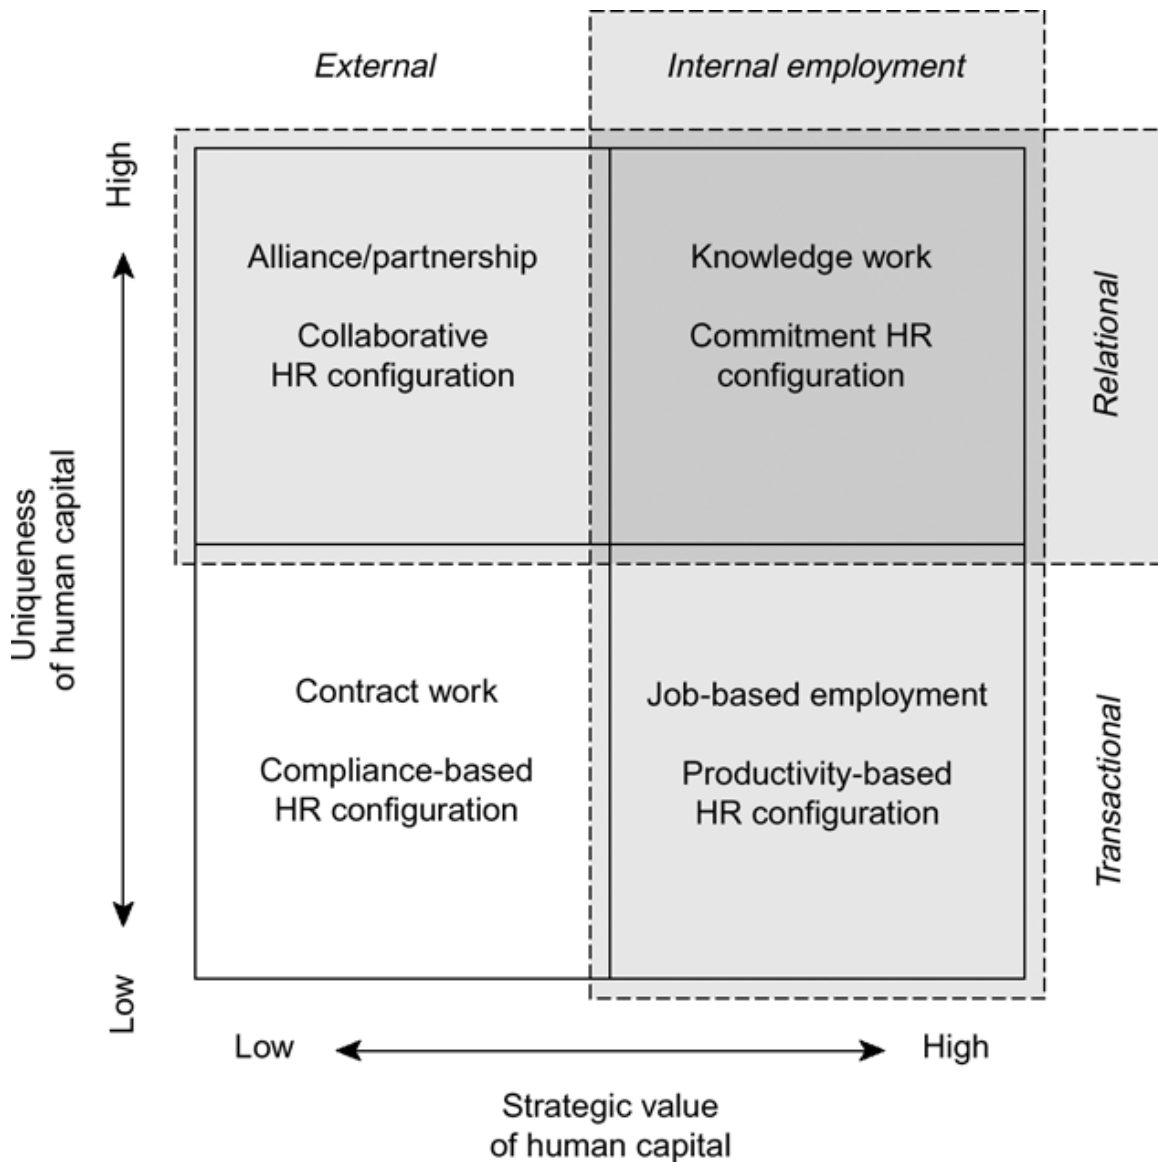 External
Internal employment
High
Alliance/partnership
Collaborative
HR configuration
Knowledge work
Commitment HR
configuration
Relational
Uniqueness
of human capital
Contract work
Compliance-based
HR configuration
Job-based employment
Productivity-based
HR configuration
Transactional
Low
Low
High
Strategic value
of human capital